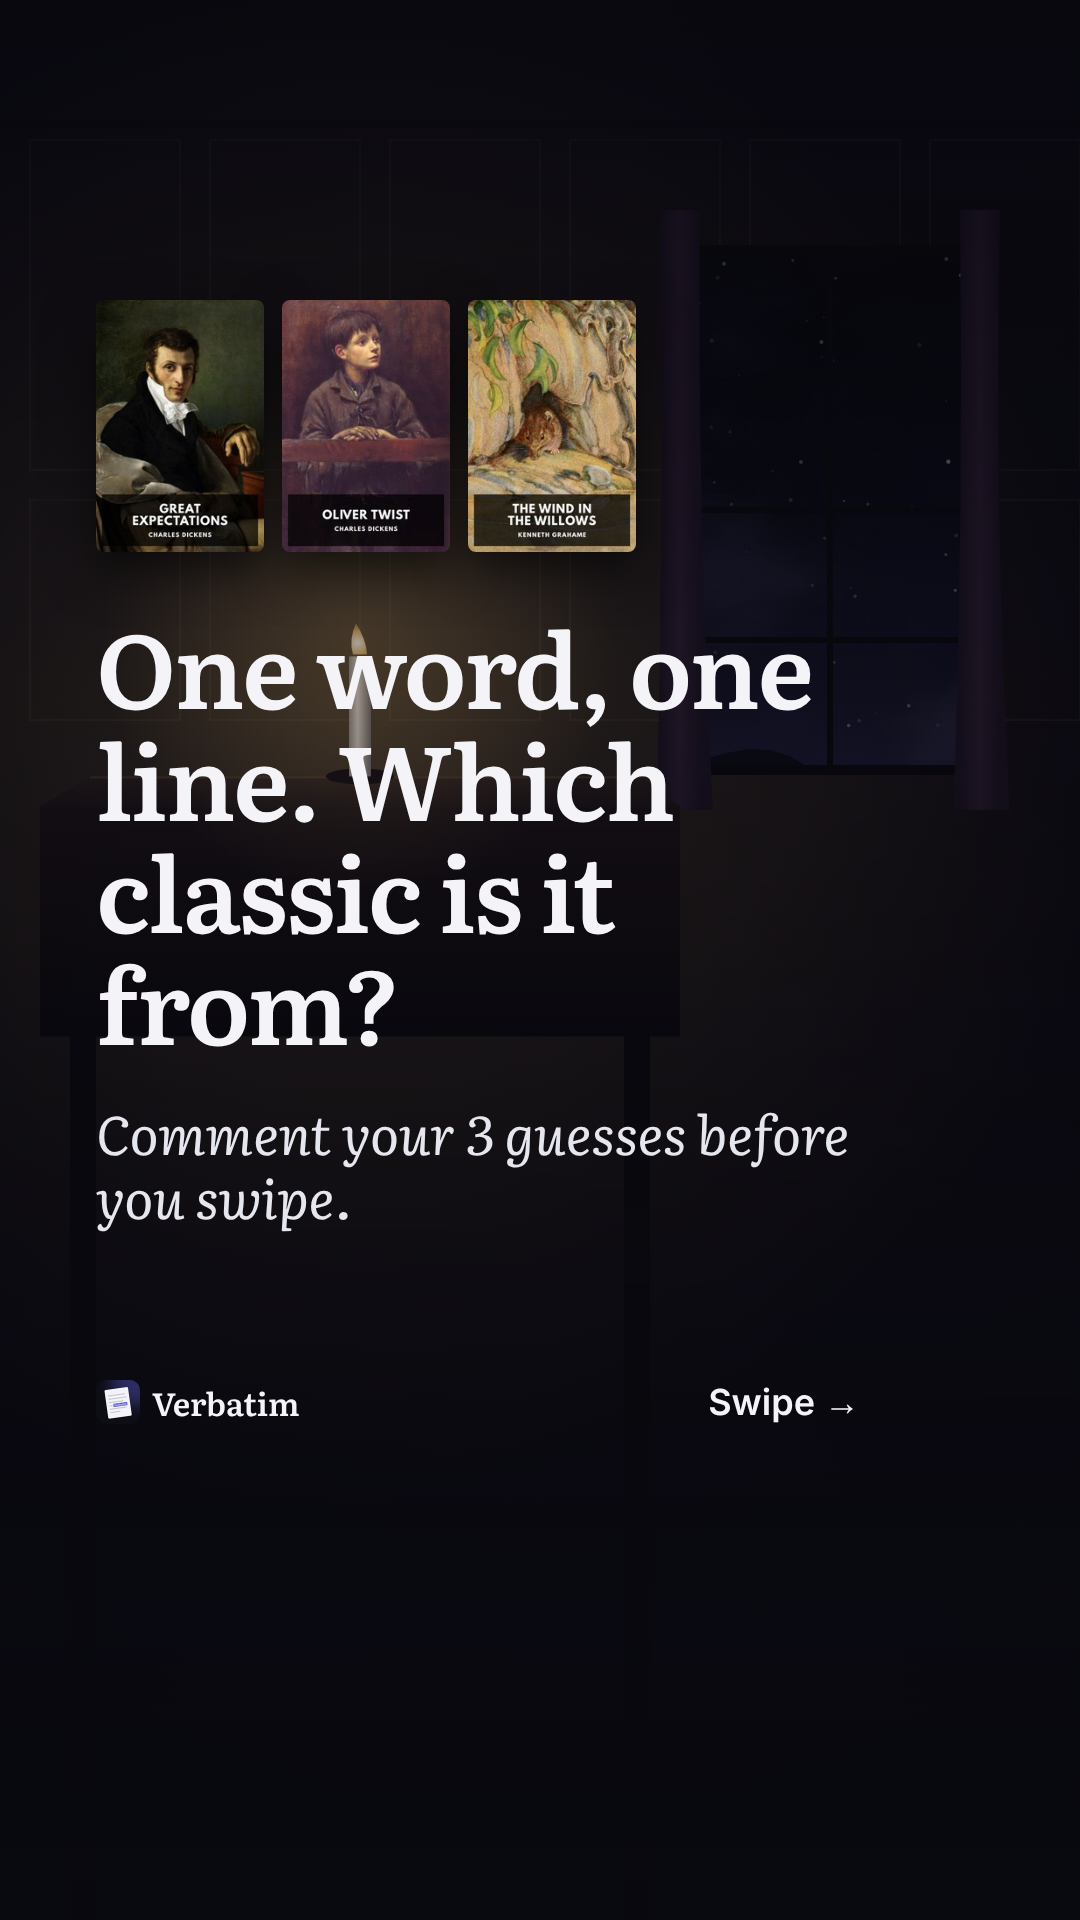 GREAT
EXPECTATIONS
CHARLES DICKENS
OLIVER TWIST
CHARLES DICKENS
THE WIND IN
THE WILLOWS
KENNETH GRAHAME
One word, one
line. Which
classic is it
from?
Comment your 3 guesses before
you swipe.
Verbatim
Swipe →